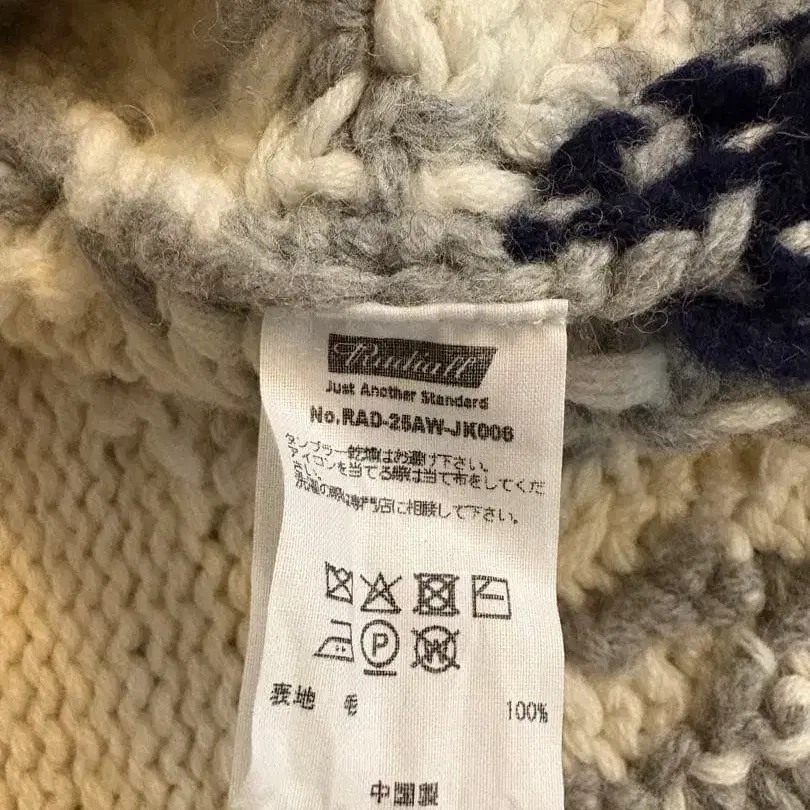 Radiall
Just Another Standard
No.RAD-25AW-JK006
タンブラー乾燥はお避け下さい。
アイロンを当てる際は当て布をしてくだ
さい。
洗濯の際は専門店に相談して下さい。
P
W
表地 毛 100%
中国製